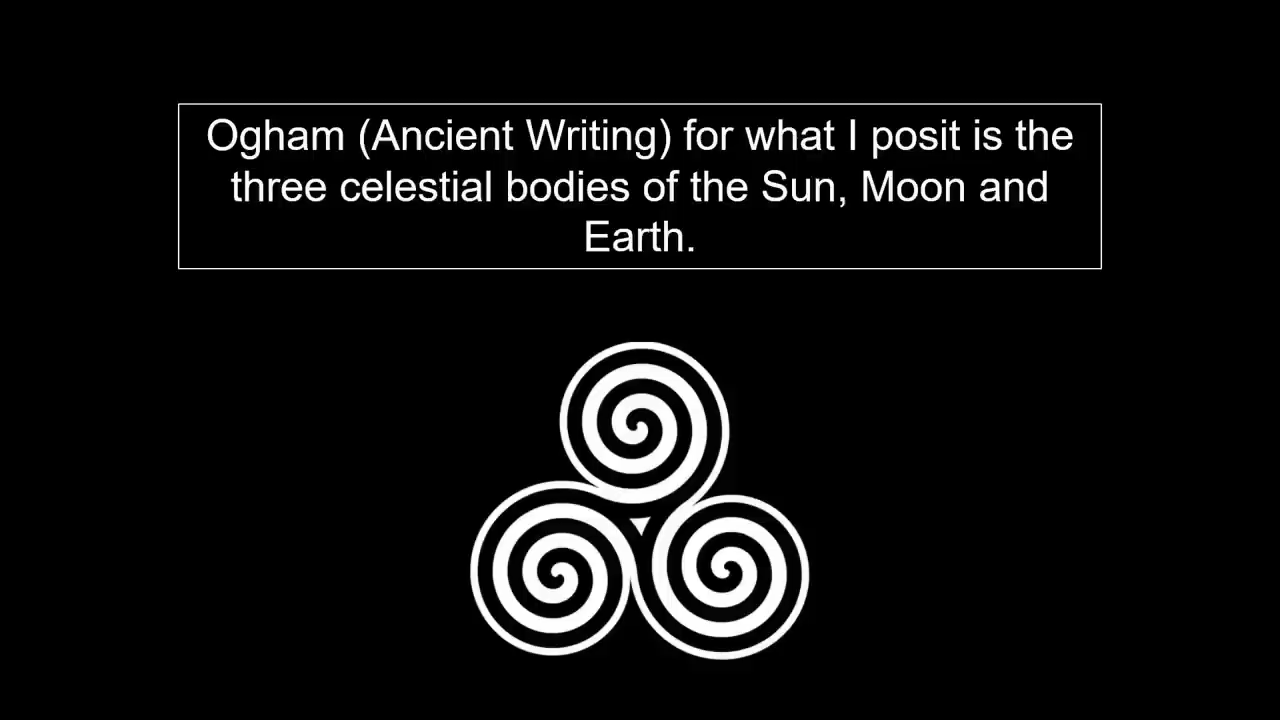 Ogham (Ancient Writing) for what I posit is the
three celestial bodies of the Sun, Moon and
Earth.